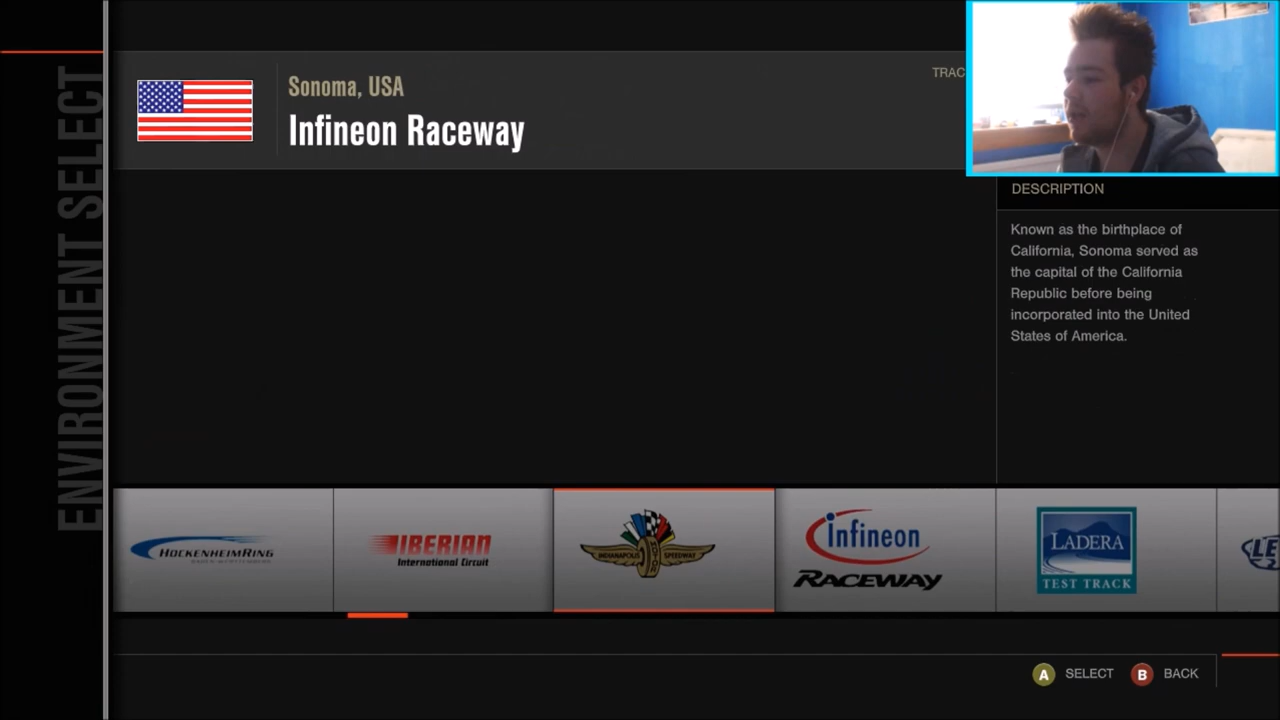 ENVIRONMENT SELECT
Sonoma, USA
Infineon Raceway
TRAC
DESCRIPTION
Known as the birthplace of
California, Sonoma served as
the capital of the California
Republic before being
incorporated into the United
States of America.
HOCKENHEIMRING
IBERIAN
International Circuit
INDIANAPOLIS MOTOR SPEEDWAY
Infineon
RACEWAY
LADERA
TEST TRACK
LE
A SELECT B BACK